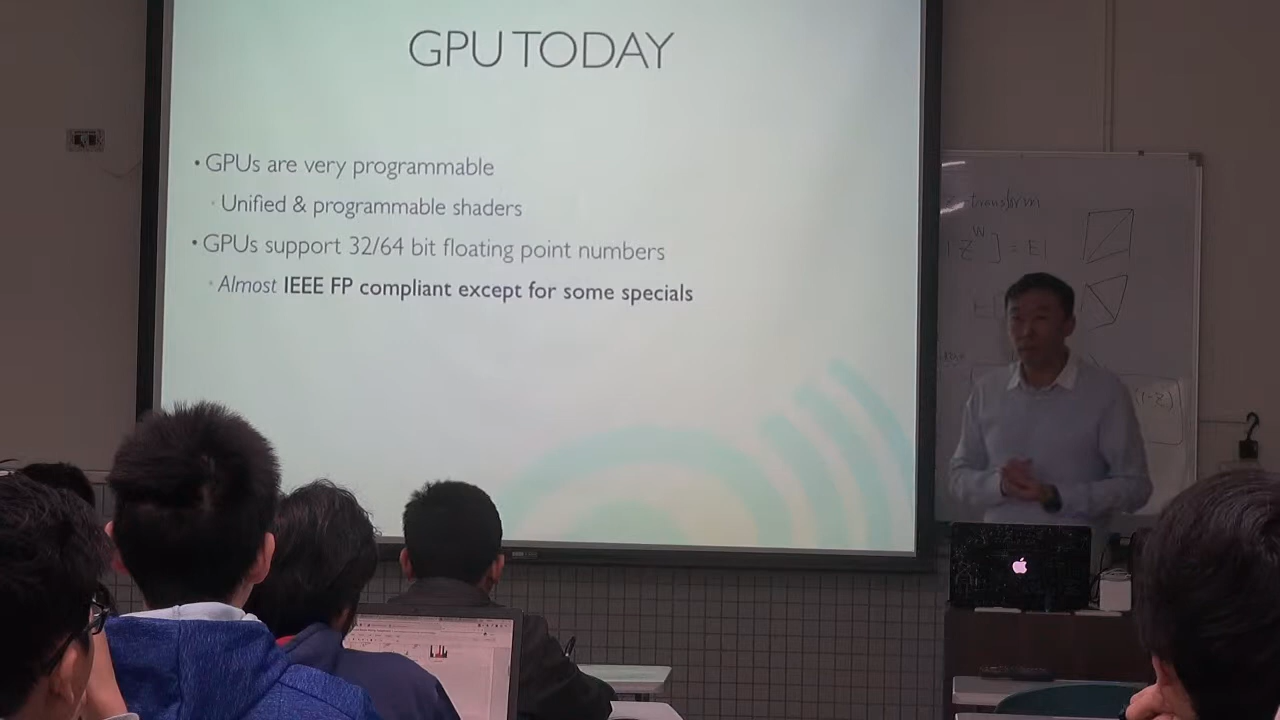 GPU TODAY
• GPUs are very programmable
• Unified & programmable shaders
• GPUs support 32/64 bit floating point numbers
• Almost IEEE FP compliant except for some specials
-transform